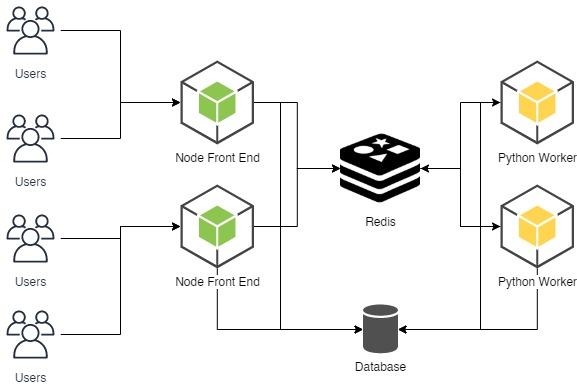 Users
Users
Users
Users
Node Front End
Node Front End
Redis
Database
Python Worker
Python Worker